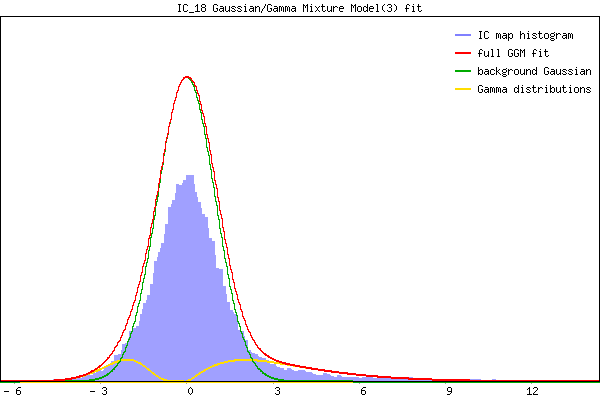 IC_18 Gaussian/Gamma Mixture Model(3) fit
IC map histogram
full GGM fit
background Gaussian
Gamma distributions
-6 -3 0 3 6 9 12